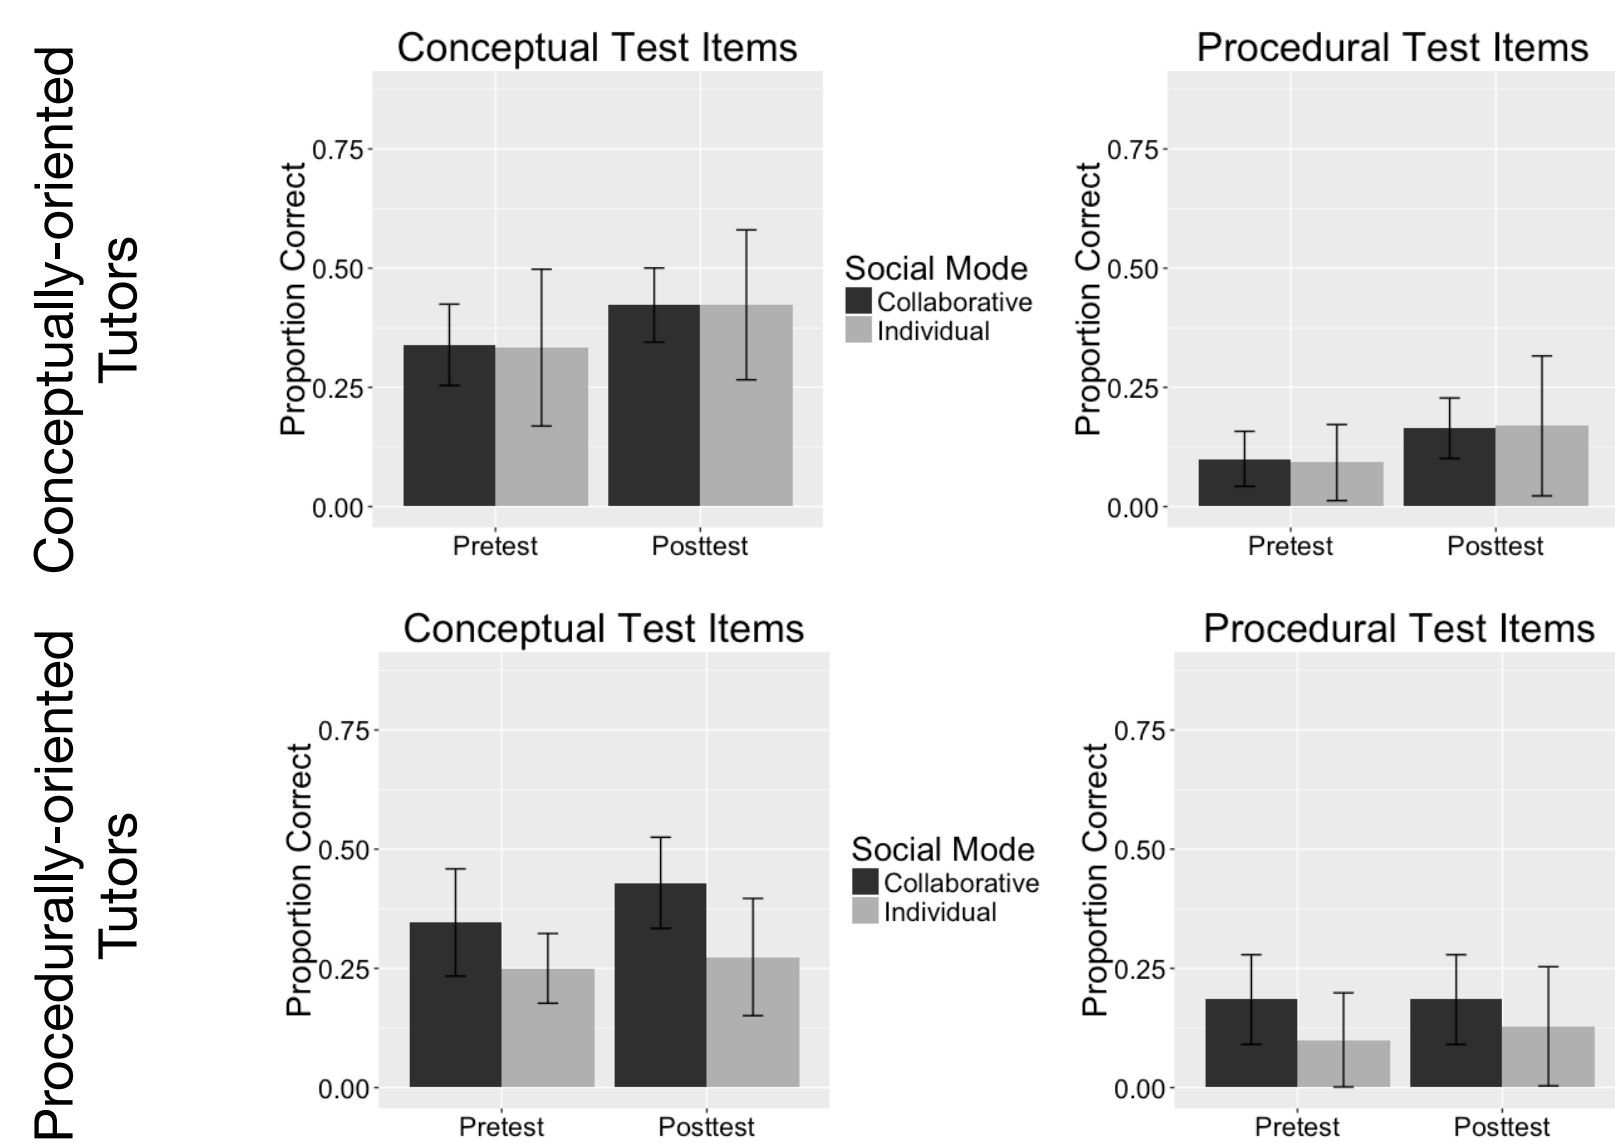 Conceptually-oriented
Tutors
Conceptual Test Items
Proportion Correct
0.75
0.50
0.25
0.00
Pretest
Posttest
Social Mode
Collaborative
Individual
Procedural Test Items
Proportion Correct
0.75
0.50
0.25
0.00
Pretest
Posttest
Procedurally-oriented
Tutors
Conceptual Test Items
Proportion Correct
0.75
0.50
0.25
0.00
Pretest
Posttest
Social Mode
Collaborative
Individual
Procedural Test Items
Proportion Correct
0.75
0.50
0.25
0.00
Pretest
Posttest